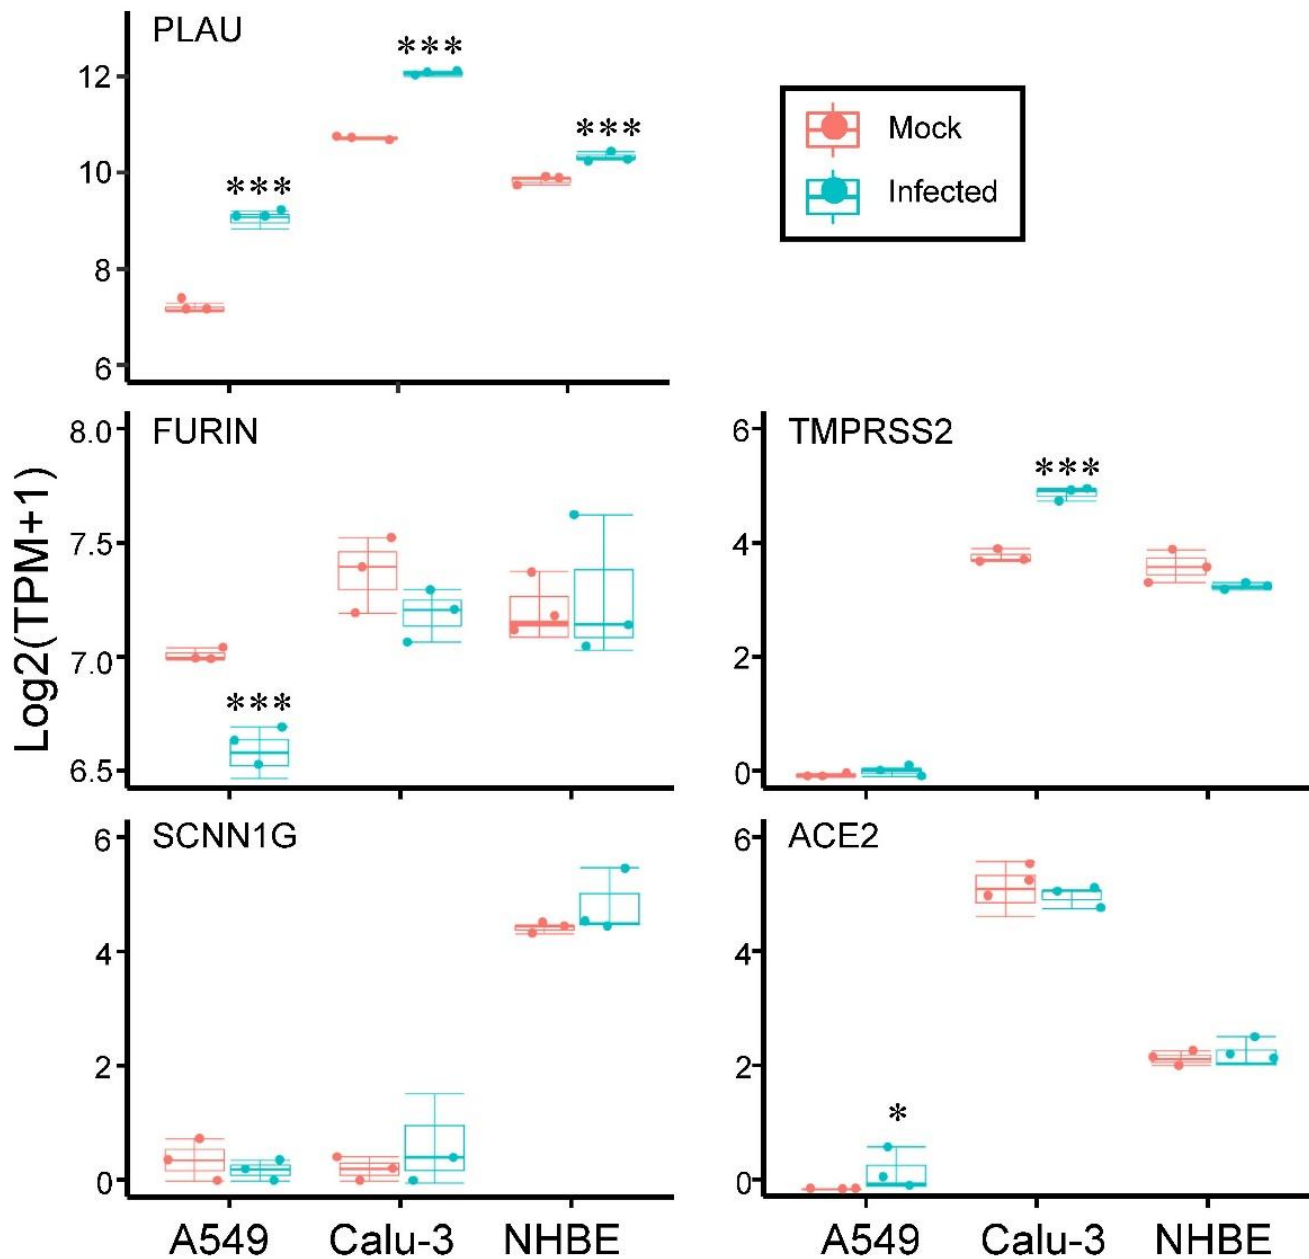 PLAU
***
***
***
12
10
8
6
Mock
Infected
Log2(TPM+1)
FURIN
***
8.0
7.5
7.0
6.5
TMPRSS2
***
6
4
2
0
SCNN1G
6
4
2
0
A549 Calu-3 NHBE
ACE2
*
6
4
2
0
A549 Calu-3 NHBE